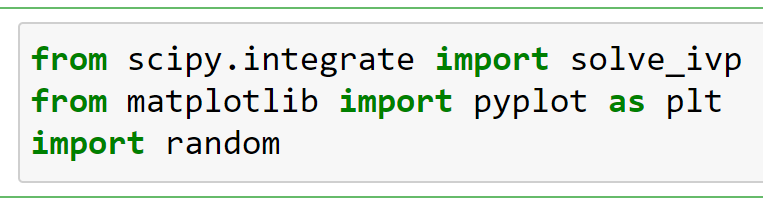 from scipy.integrate import solve_ivp
from matplotlib import pyplot as plt
import random